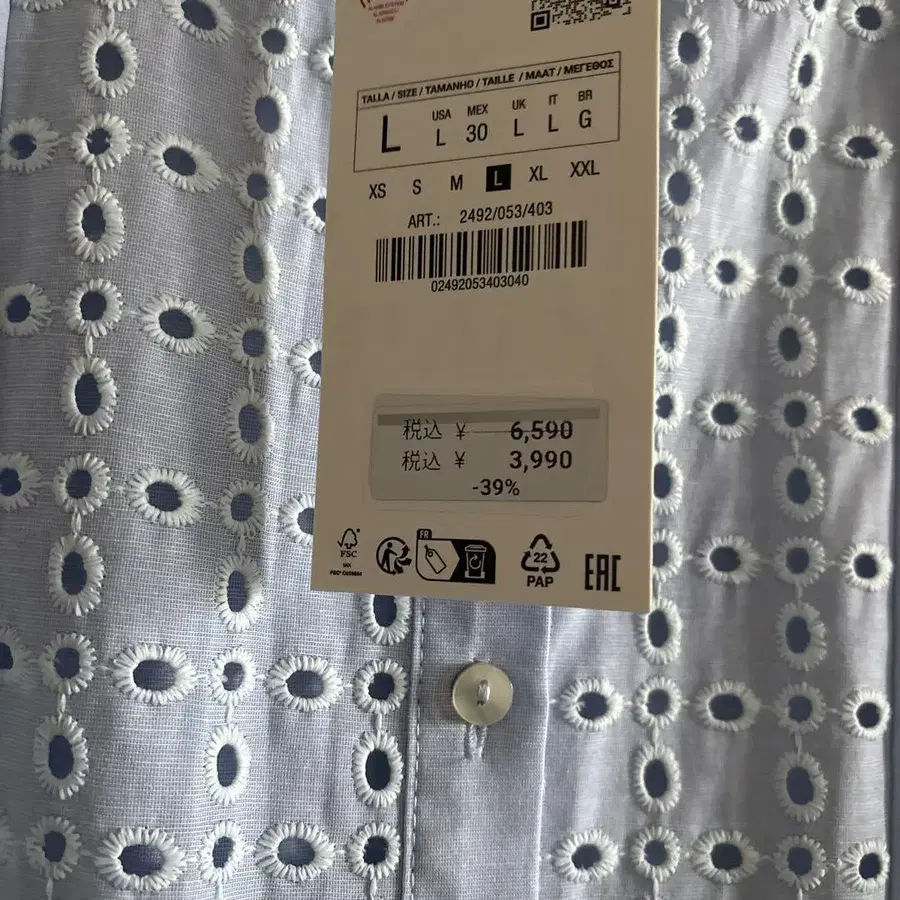 TALLA / SIZE / TAMANHO / TAILLE / MAAT / ΜΕΓΕΘΟΣ
L
USA MEX UK IT BR
L 30 L L G
XS S M L XL XXL
ART.: 2492/053/403
02492053403040
税込 ¥ 6,590
税込 ¥ 3,990
-39%
FSC
MIX
FR
22
PAP
EAC